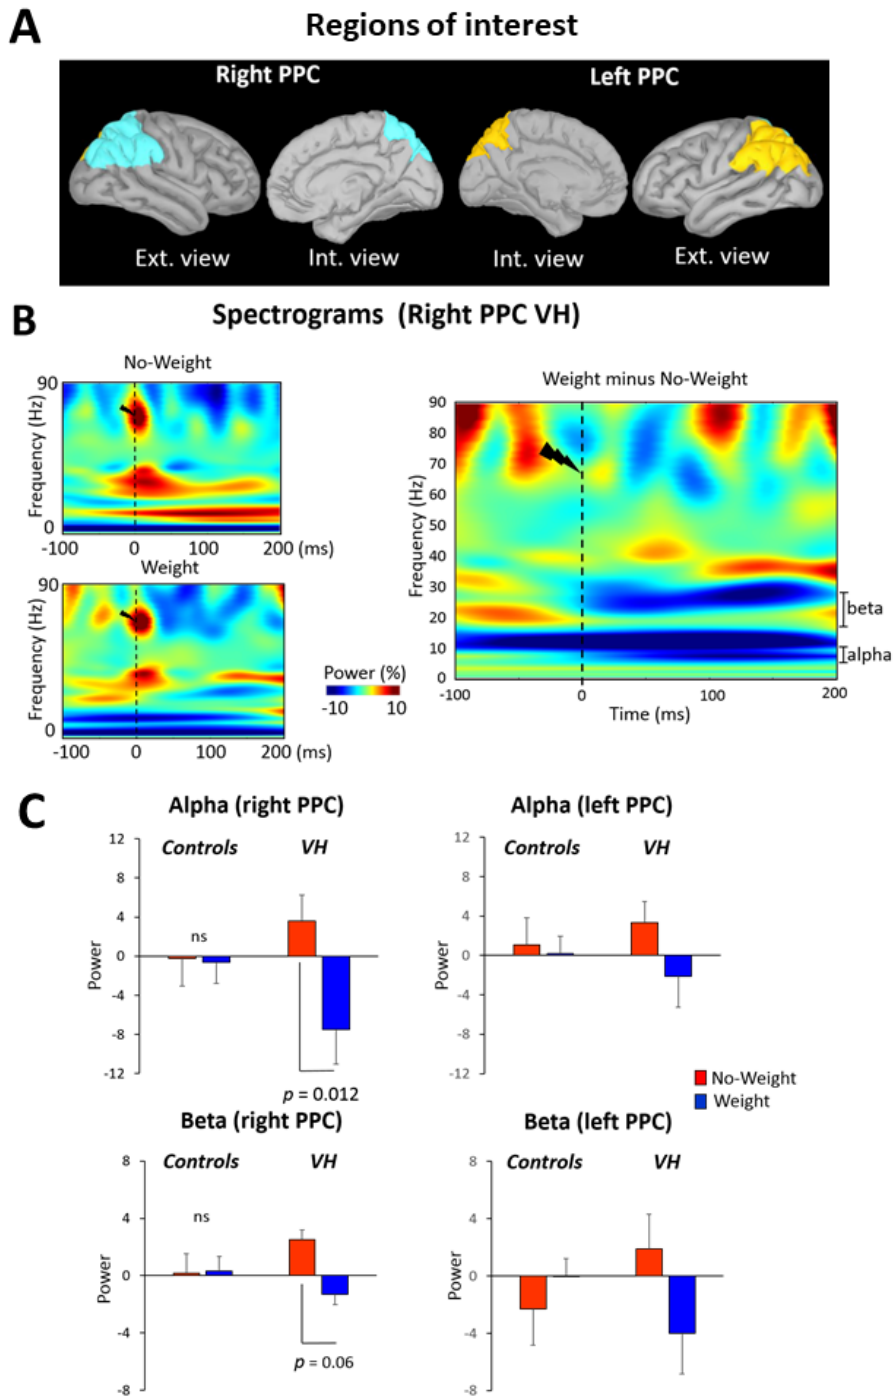 A
Regions of interest
Right PPC
Left PPC
Ext. view
Int. view
Int. view
Ext. view
B
Spectrograms (Right PPC VH)
No-Weight
90
Frequency (Hz)
0
-100
0
100
200 (ms)
Weight
90
Frequency (Hz)
0
-100
0
100
200 (ms)
Power (%)
-10
10
Weight minus No-Weight
90
80
70
60
50
40
30
20
10
0
Frequency (Hz)
-100
0
100
200
Time (ms)
beta
alpha
C
Alpha (right PPC)
Controls
VH
12
8
4
0
-4
-8
-12
Power
ns
p = 0.012
Alpha (left PPC)
Controls
VH
12
8
4
0
-4
-8
-12
Power
No-Weight
Weight
Beta (right PPC)
Controls
VH
8
4
0
-4
-8
Power
ns
p = 0.06
Beta (left PPC)
Controls
VH
8
4
0
-4
-8
Power